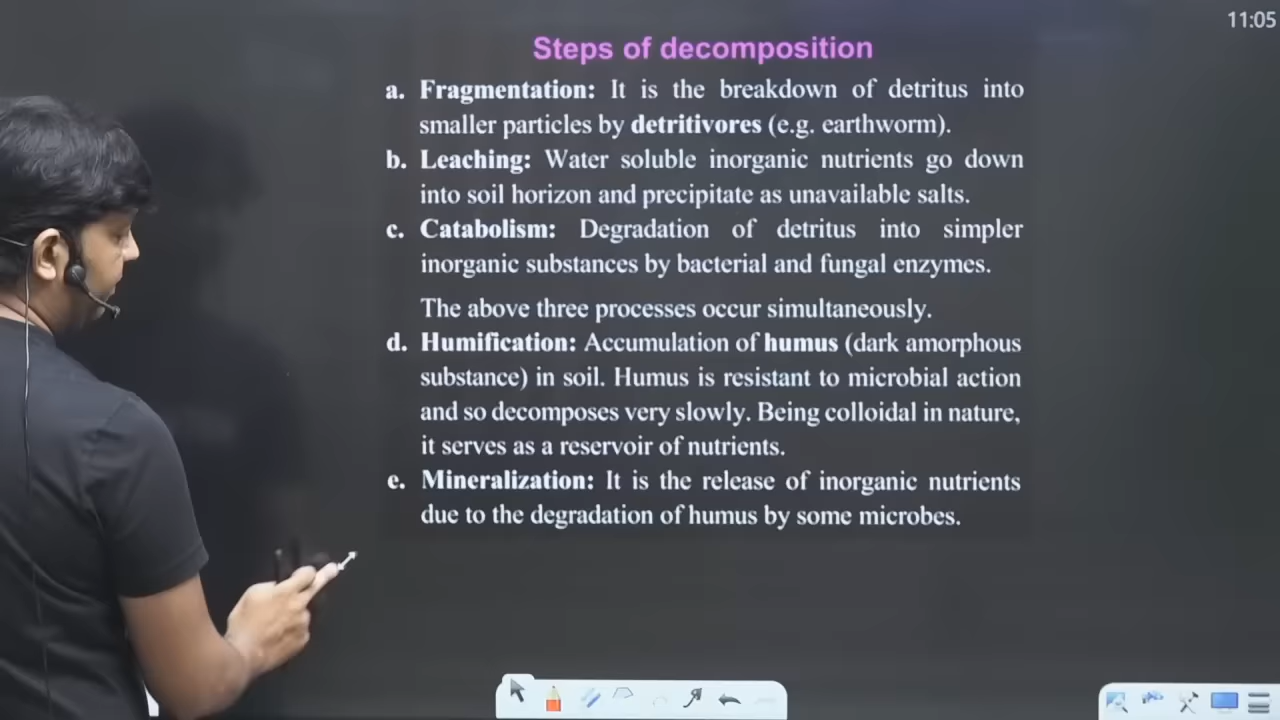 11:05
Steps of decomposition
a. Fragmentation: It is the breakdown of detritus into
smaller particles by detritivores (e.g. earthworm).
b. Leaching: Water soluble inorganic nutrients go down
into soil horizon and precipitate as unavailable salts.
c. Catabolism: Degradation of detritus into simpler
inorganic substances by bacterial and fungal enzymes.
The above three processes occur simultaneously.
d. Humification: Accumulation of humus (dark amorphous
substance) in soil. Humus is resistant to microbial action
and so decomposes very slowly. Being colloidal in nature,
it serves as a reservoir of nutrients.
e. Mineralization: It is the release of inorganic nutrients
due to the degradation of humus by some microbes.